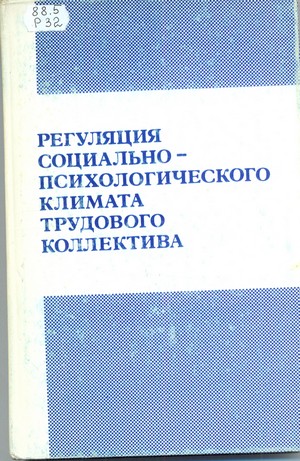 88.5
Р32
РЕГУЛЯЦИЯ
СОЦИАЛЬНО –
ПСИХОЛОГИЧЕСКОГО
КЛИМАТА
ТРУДОВОГО
КОЛЛЕКТИВА